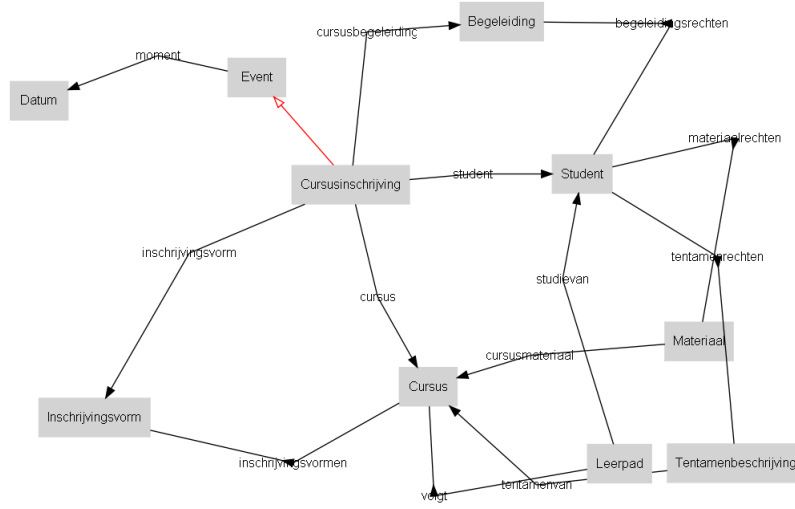 Begeleiding
begeleidingsrechten
cursusbegeleiding
moment
Event
Datum
materiaalrechten
Cursusinschrijving
student
Student
inschrijvingsvorm
tentamenrechten
studievan
cursus
Materiaal
cursusmateriaal
Cursus
Inschrijvingsvorm
inschrijvingsvormen
Leerpad
Tentamenbeschrijving
tentamenvan
volgt